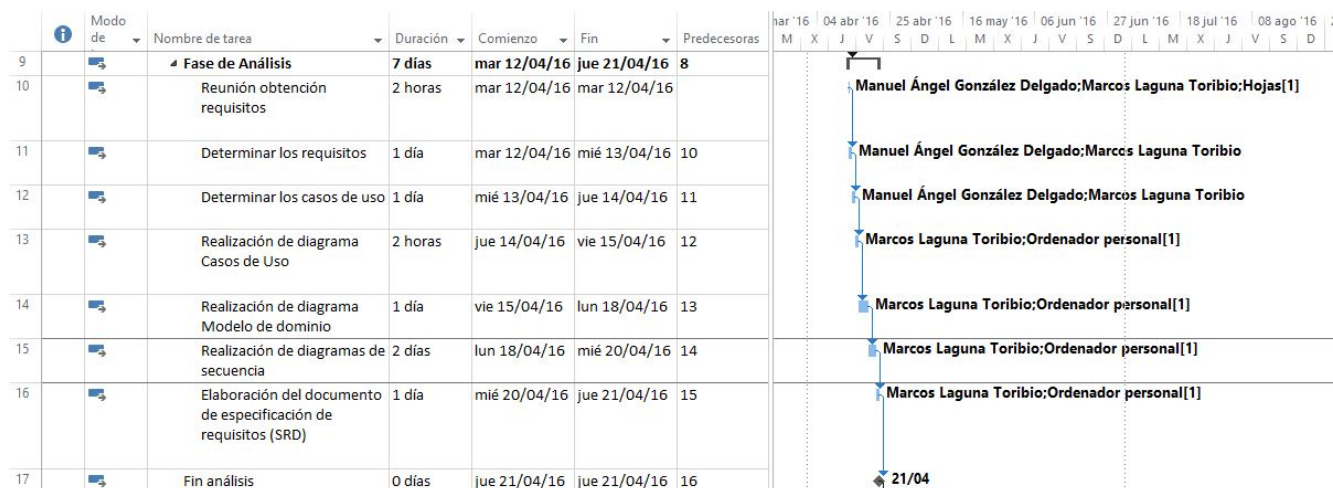 Modo de
Nombre de tarea
Duración
Comienzo
Fin
Predecesoras
mar '16 04 abr '16 25 abr '16 16 may '16 06 jun '16 27 jun '16 18 jul '16 08 ago '16
M X J V S D L M X J V S D L M X J V S D
9 Fase de Análisis 7 días mar 12/04/16 jue 21/04/16 8
10 Reunión obtención requisitos 2 horas mar 12/04/16 mar 12/04/16 Manuel Ángel González Delgado;Marcos Laguna Toribio;Hojas[1]
11 Determinar los requisitos 1 día mar 12/04/16 mié 13/04/16 10 Manuel Ángel González Delgado;Marcos Laguna Toribio
12 Determinar los casos de uso 1 día mié 13/04/16 jue 14/04/16 11 Manuel Ángel González Delgado;Marcos Laguna Toribio
13 Realización de diagrama Casos de Uso 2 horas jue 14/04/16 vie 15/04/16 12 Marcos Laguna Toribio;Ordenador personal[1]
14 Realización de diagrama Modelo de dominio 1 día vie 15/04/16 lun 18/04/16 13 Marcos Laguna Toribio;Ordenador personal[1]
15 Realización de diagramas de secuencia 2 días lun 18/04/16 mié 20/04/16 14 Marcos Laguna Toribio;Ordenador personal[1]
16 Elaboración del documento de especificación de requisitos (SRD) 1 día mié 20/04/16 jue 21/04/16 15 Marcos Laguna Toribio;Ordenador personal[1]
17 Fin análisis 0 días jue 21/04/16 jue 21/04/16 16 21/04